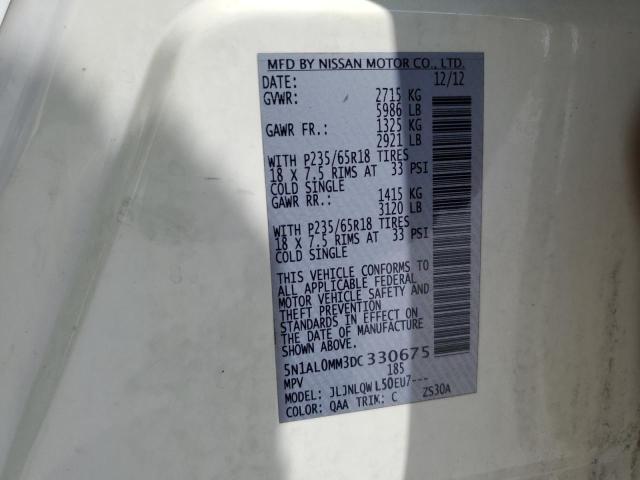 MFD BY NISSAN MOTOR CO., LTD.
DATE: 12/12
GVWR: 2715 KG
5986 LB
GAWR FR.: 1325 KG
2921 LB
WITH P235/65R18 TIRES
18 X 7.5 RIMS AT 33 PSI
COLD SINGLE
GAWR RR.: 1415 KG
3120 LB
WITH P235/65R18 TIRES
18 X 7.5 RIMS AT 33 PSI
COLD SINGLE
THIS VEHICLE CONFORMS TO
ALL APPLICABLE FEDERAL
MOTOR VEHICLE SAFETY AND
THEFT PREVENTION
STANDARDS IN EFFECT ON
THE DATE OF MANUFACTURE
SHOWN ABOVE.
5N1AL0MM3DC330675
MPV 185
MODEL: JLJNLQWL50EU7---
COLOR: QAA TRIM: C ZS30A